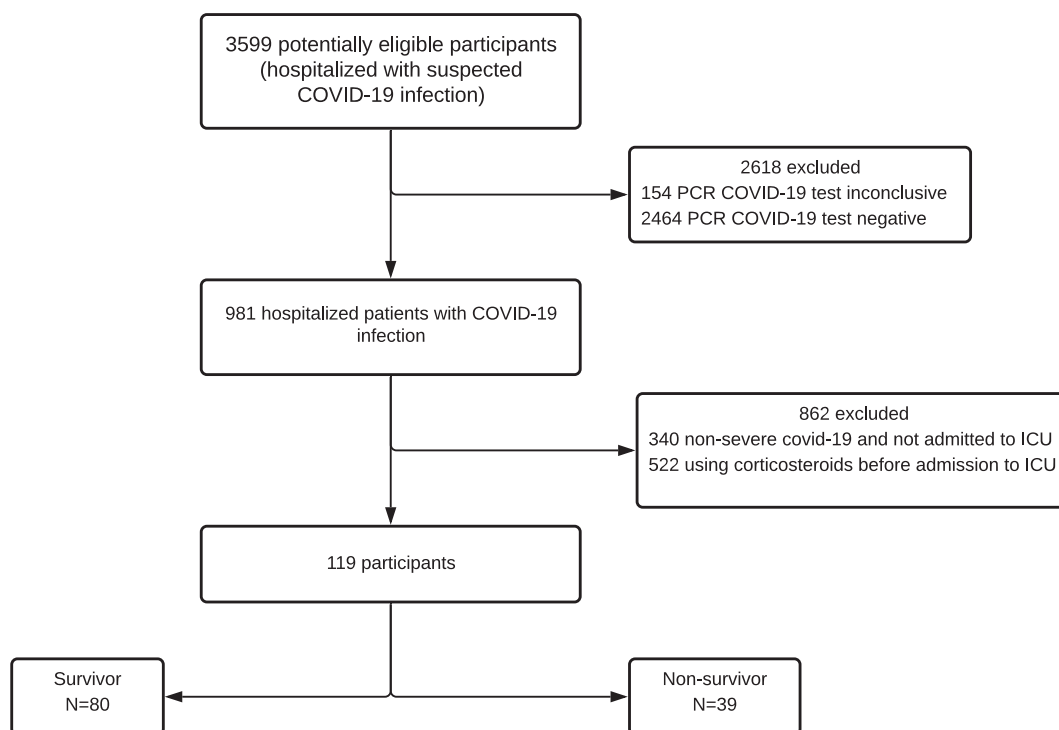 3599 potentially eligible participants
(hospitalized with suspected
COVID-19 infection)
2618 excluded
154 PCR COVID-19 test inconclusive
2464 PCR COVID-19 test negative
981 hospitalized patients with COVID-19
infection
862 excluded
340 non-severe covid-19 and not admitted to ICU
522 using corticosteroids before admission to ICU
119 participants
Survivor
N=80
Non-survivor
N=39